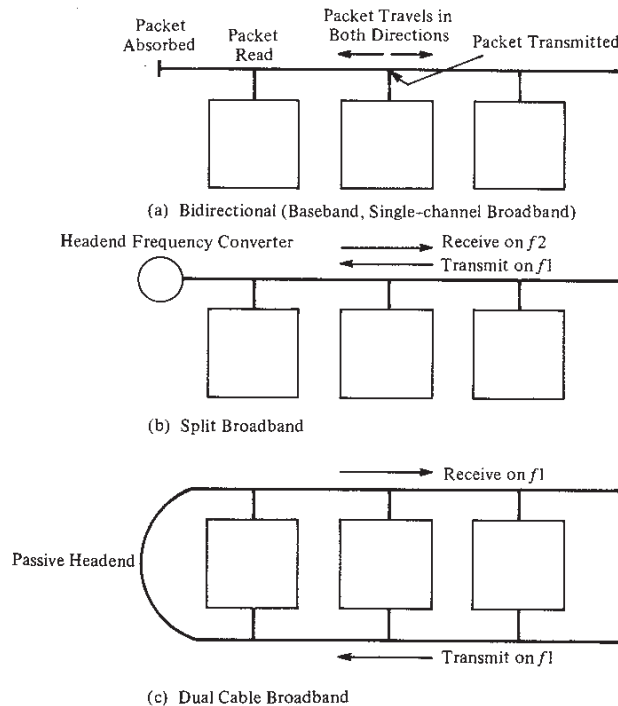 Packet
Absorbed
Packet
Read
Packet Travels in
Both Directions
Packet Transmitted
(a) Bidirectional (Baseband, Single-channel Broadband)
Headend Frequency Converter
Receive on f2
Transmit on f1
(b) Split Broadband
Receive on f1
Passive Headend
Transmit on f1
(c) Dual Cable Broadband